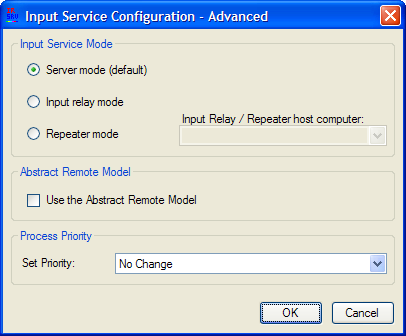 Input Service Configuration - Advanced
Input Service Mode
Server mode (default)
Input relay mode
Input Relay / Repeater host computer:
Repeater mode
Abstract Remote Model
Use the Abstract Remote Model
Process Priority
Set Priority:
No Change
OK
Cancel